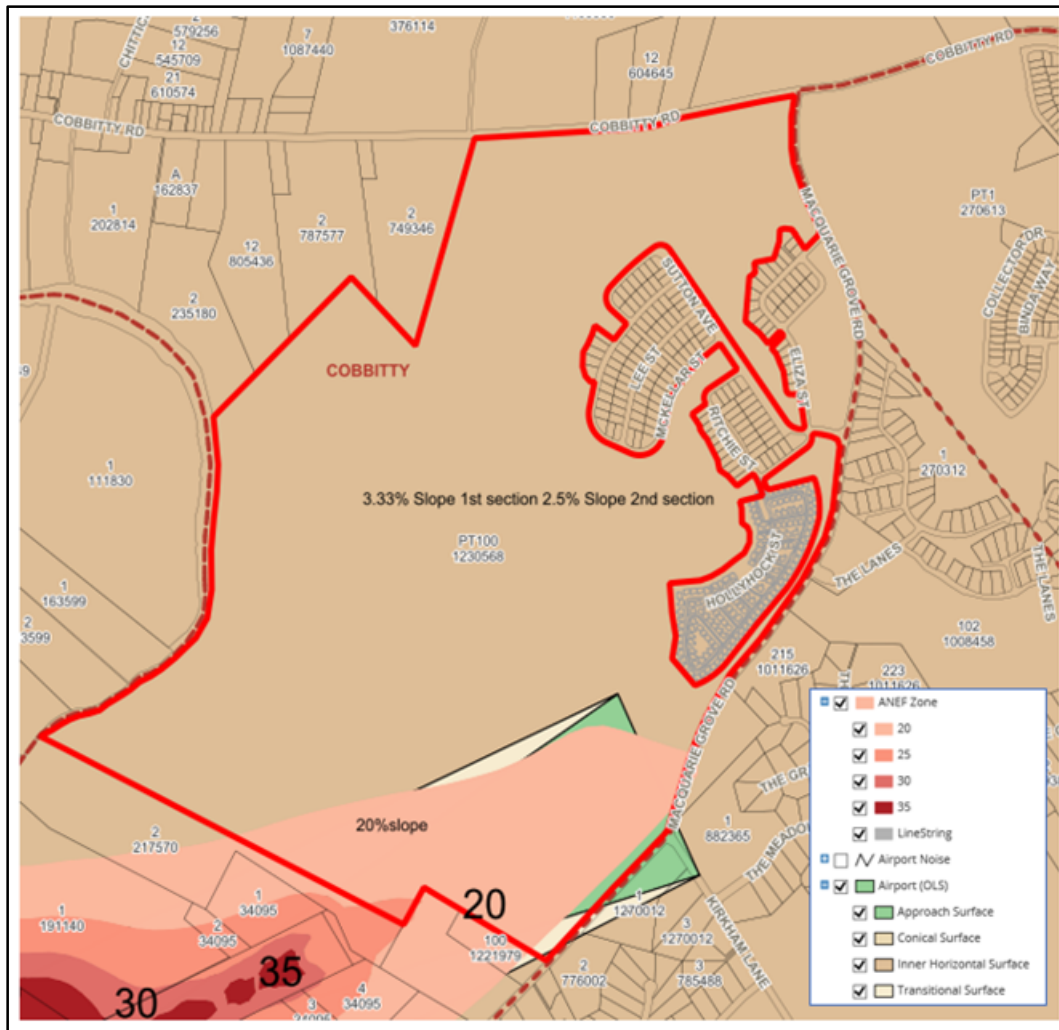 2
579256
12
545709
21
610574
7
1087440
376114
12
604645
COBBITTY RD
COBBITTY RD
COBBITTY RD
A
162837
1
202814
2
787577
2
749346
12
805436
2
235180
PT1
270613
COLLECTOR DR
BINDA WAY
MACQUARIE GROVE RD
SUTTON AVE
LEE ST
MCKELLAR ST
ELIZA ST
RITCHIE ST
COBBITTY
1
111830
1
270312
3.33% Slope 1st section 2.5% Slope 2nd section
PT100
1230568
HOLLYHOCK ST
THE LANES
THE LANES
1
163599
2
102
1008458
215
1011626
223
1011626
MACQUARIE GROVE RD
THE MEADO
1
882365
20%slope
2
217570
20
1
1270012
KIRKHAM LANE
3
1270012
1
191140
1
34095
2
34095
100
1221979
2
776002
3
785488
35
30
4
34095
3
34095
ANEF Zone
20
25
30
35
LineString
Airport Noise
Airport (OLS)
Approach Surface
Conical Surface
Inner Horizontal Surface
Transitional Surface